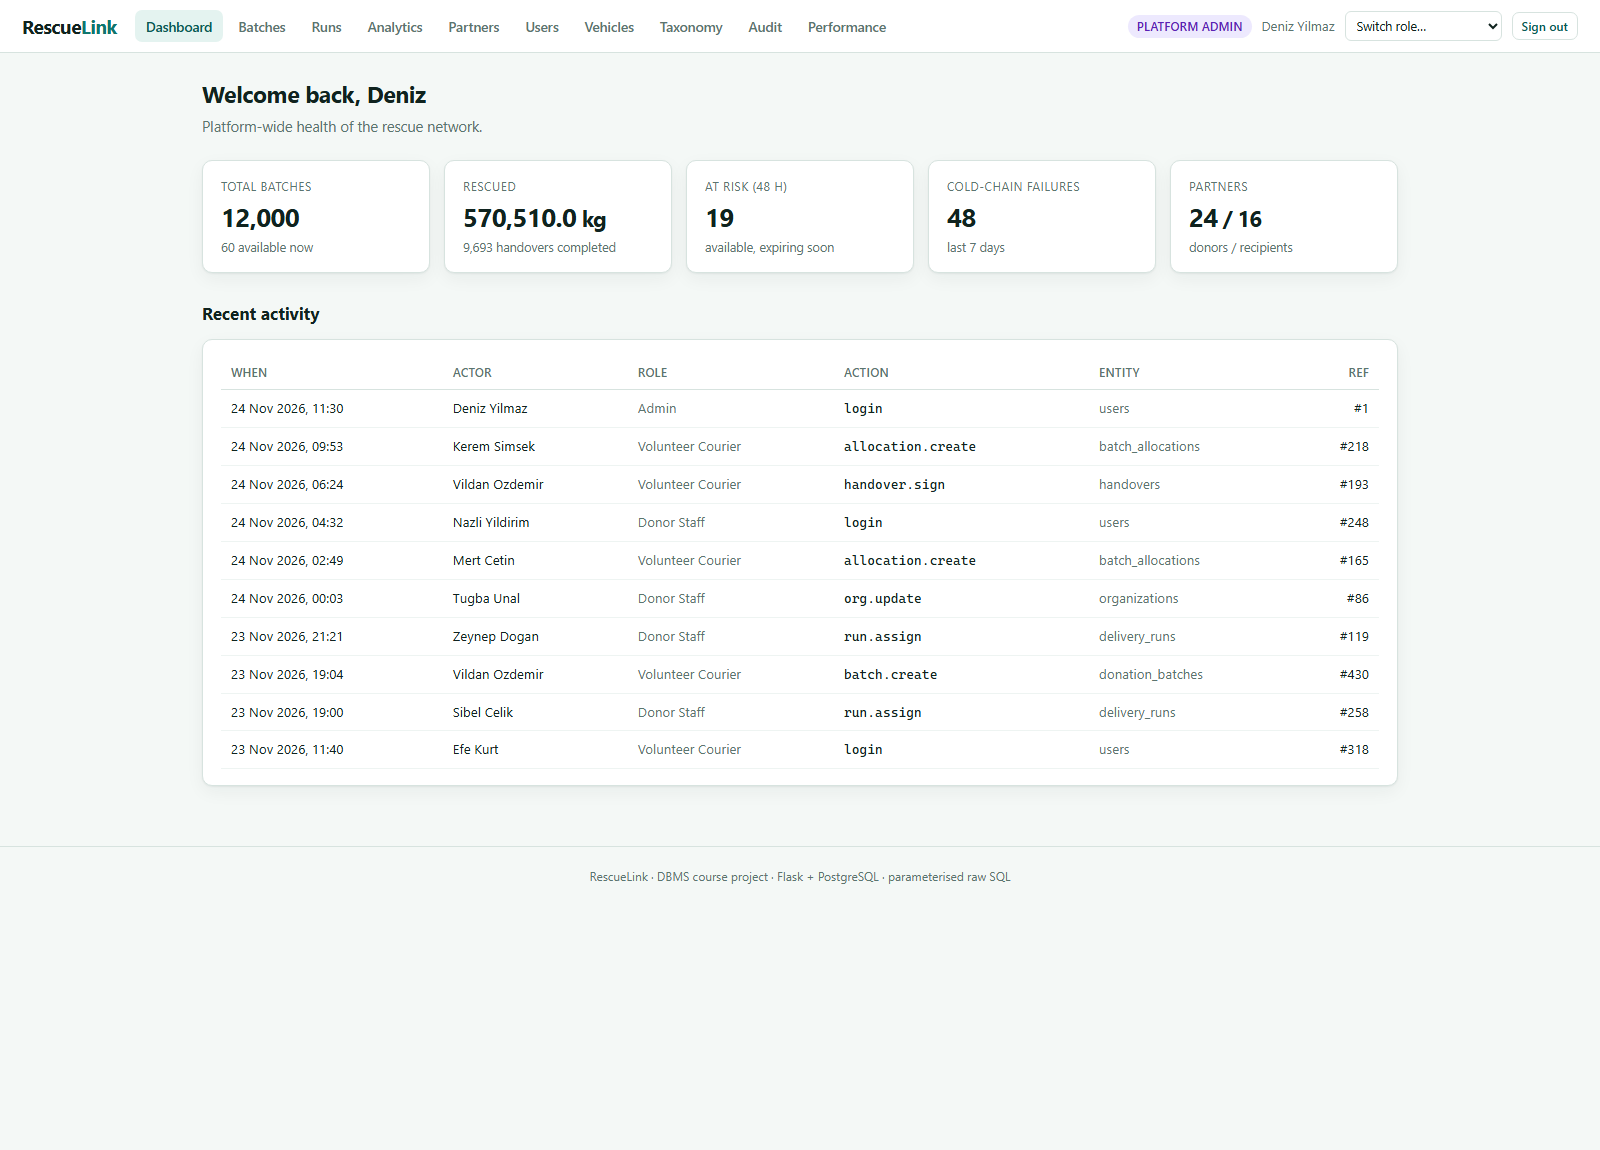 RescueLink Dashboard Batches Runs Analytics Partners Users Vehicles Taxonomy Audit Performance PLATFORM ADMIN Deniz Yilmaz Switch role... Sign out
Welcome back, Deniz
Platform-wide health of the rescue network.
TOTAL BATCHES
12,000
60 available now
RESCUED
570,510.0 kg
9,693 handovers completed
AT RISK (48 H)
19
available, expiring soon
COLD-CHAIN FAILURES
48
last 7 days
PARTNERS
24 / 16
donors / recipients
Recent activity
WHEN ACTOR ROLE ACTION ENTITY REF
24 Nov 2026, 11:30 Deniz Yilmaz Admin login users #1
24 Nov 2026, 09:53 Kerem Simsek Volunteer Courier allocation.create batch_allocations #218
24 Nov 2026, 06:24 Vildan Ozdemir Volunteer Courier handover.sign handovers #193
24 Nov 2026, 04:32 Nazli Yildirim Donor Staff login users #248
24 Nov 2026, 02:49 Mert Cetin Volunteer Courier allocation.create batch_allocations #165
24 Nov 2026, 00:03 Tugba Unal Donor Staff org.update organizations #86
23 Nov 2026, 21:21 Zeynep Dogan Donor Staff run.assign delivery_runs #119
23 Nov 2026, 19:04 Vildan Ozdemir Volunteer Courier batch.create donation_batches #430
23 Nov 2026, 19:00 Sibel Celik Donor Staff run.assign delivery_runs #258
23 Nov 2026, 11:40 Efe Kurt Volunteer Courier login users #318
RescueLink · DBMS course project · Flask + PostgreSQL · parameterised raw SQL